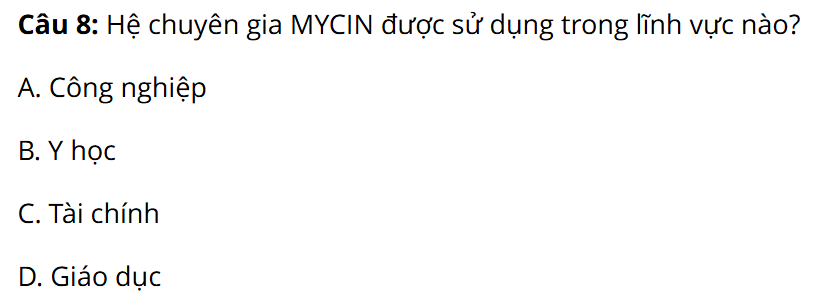 Câu 8: Hệ chuyên gia MYCIN được sử dụng trong lĩnh vực nào?
A. Công nghiệp
B. Y học
C. Tài chính
D. Giáo dục